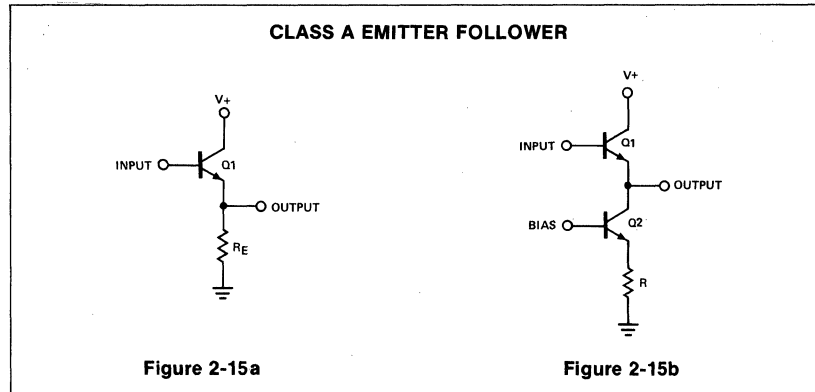 CLASS A EMITTER FOLLOWER
V+
INPUT
Q1
OUTPUT
RE
Figure 2-15a
V+
INPUT
Q1
OUTPUT
BIAS
Q2
R
Figure 2-15b